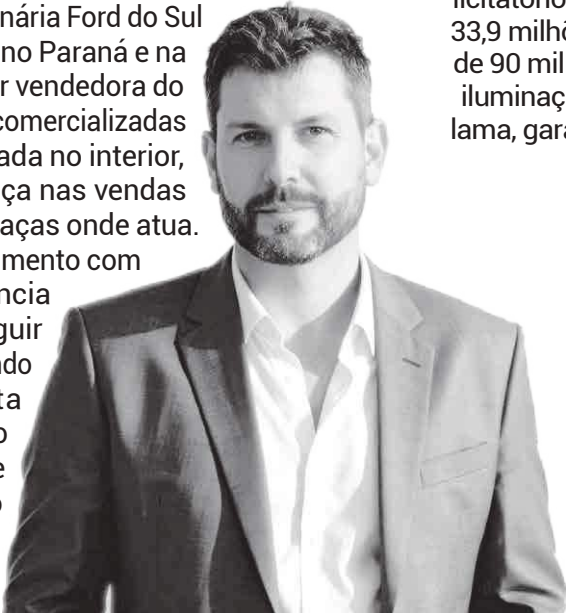 nária Ford do Sul
no Paraná e na
r vendedora do
comercializadas
ada no interior,
ça nas vendas
aças onde atua.
mento com
ncia
guir
ndo
ta
o
e
o
licitatório
33,9 milhõ
de 90 mil
iluminaç
lama, gara